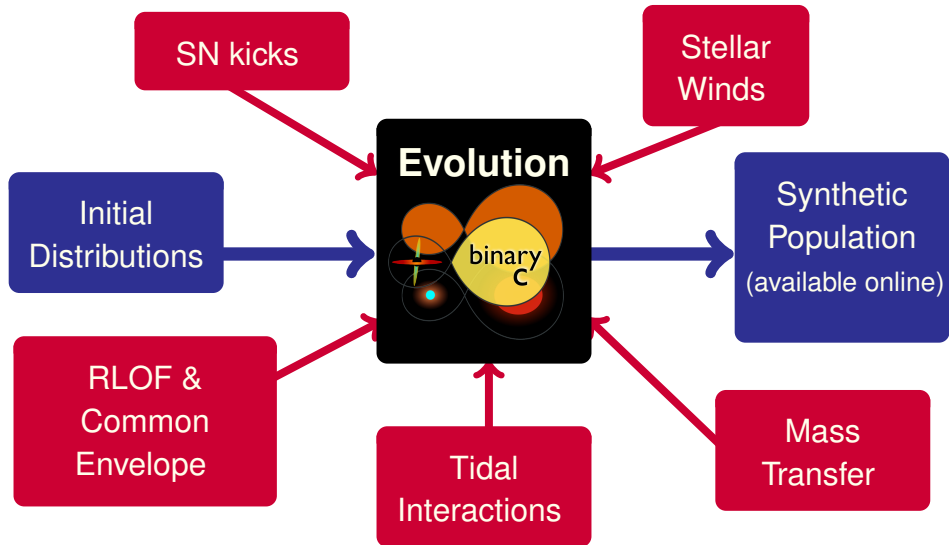 SN kicks
Stellar
Winds
Evolution
binary
c
Initial
Distributions
Synthetic
Population
(available online)
RLOF &
Common
Envelope
Tidal
Interactions
Mass
Transfer